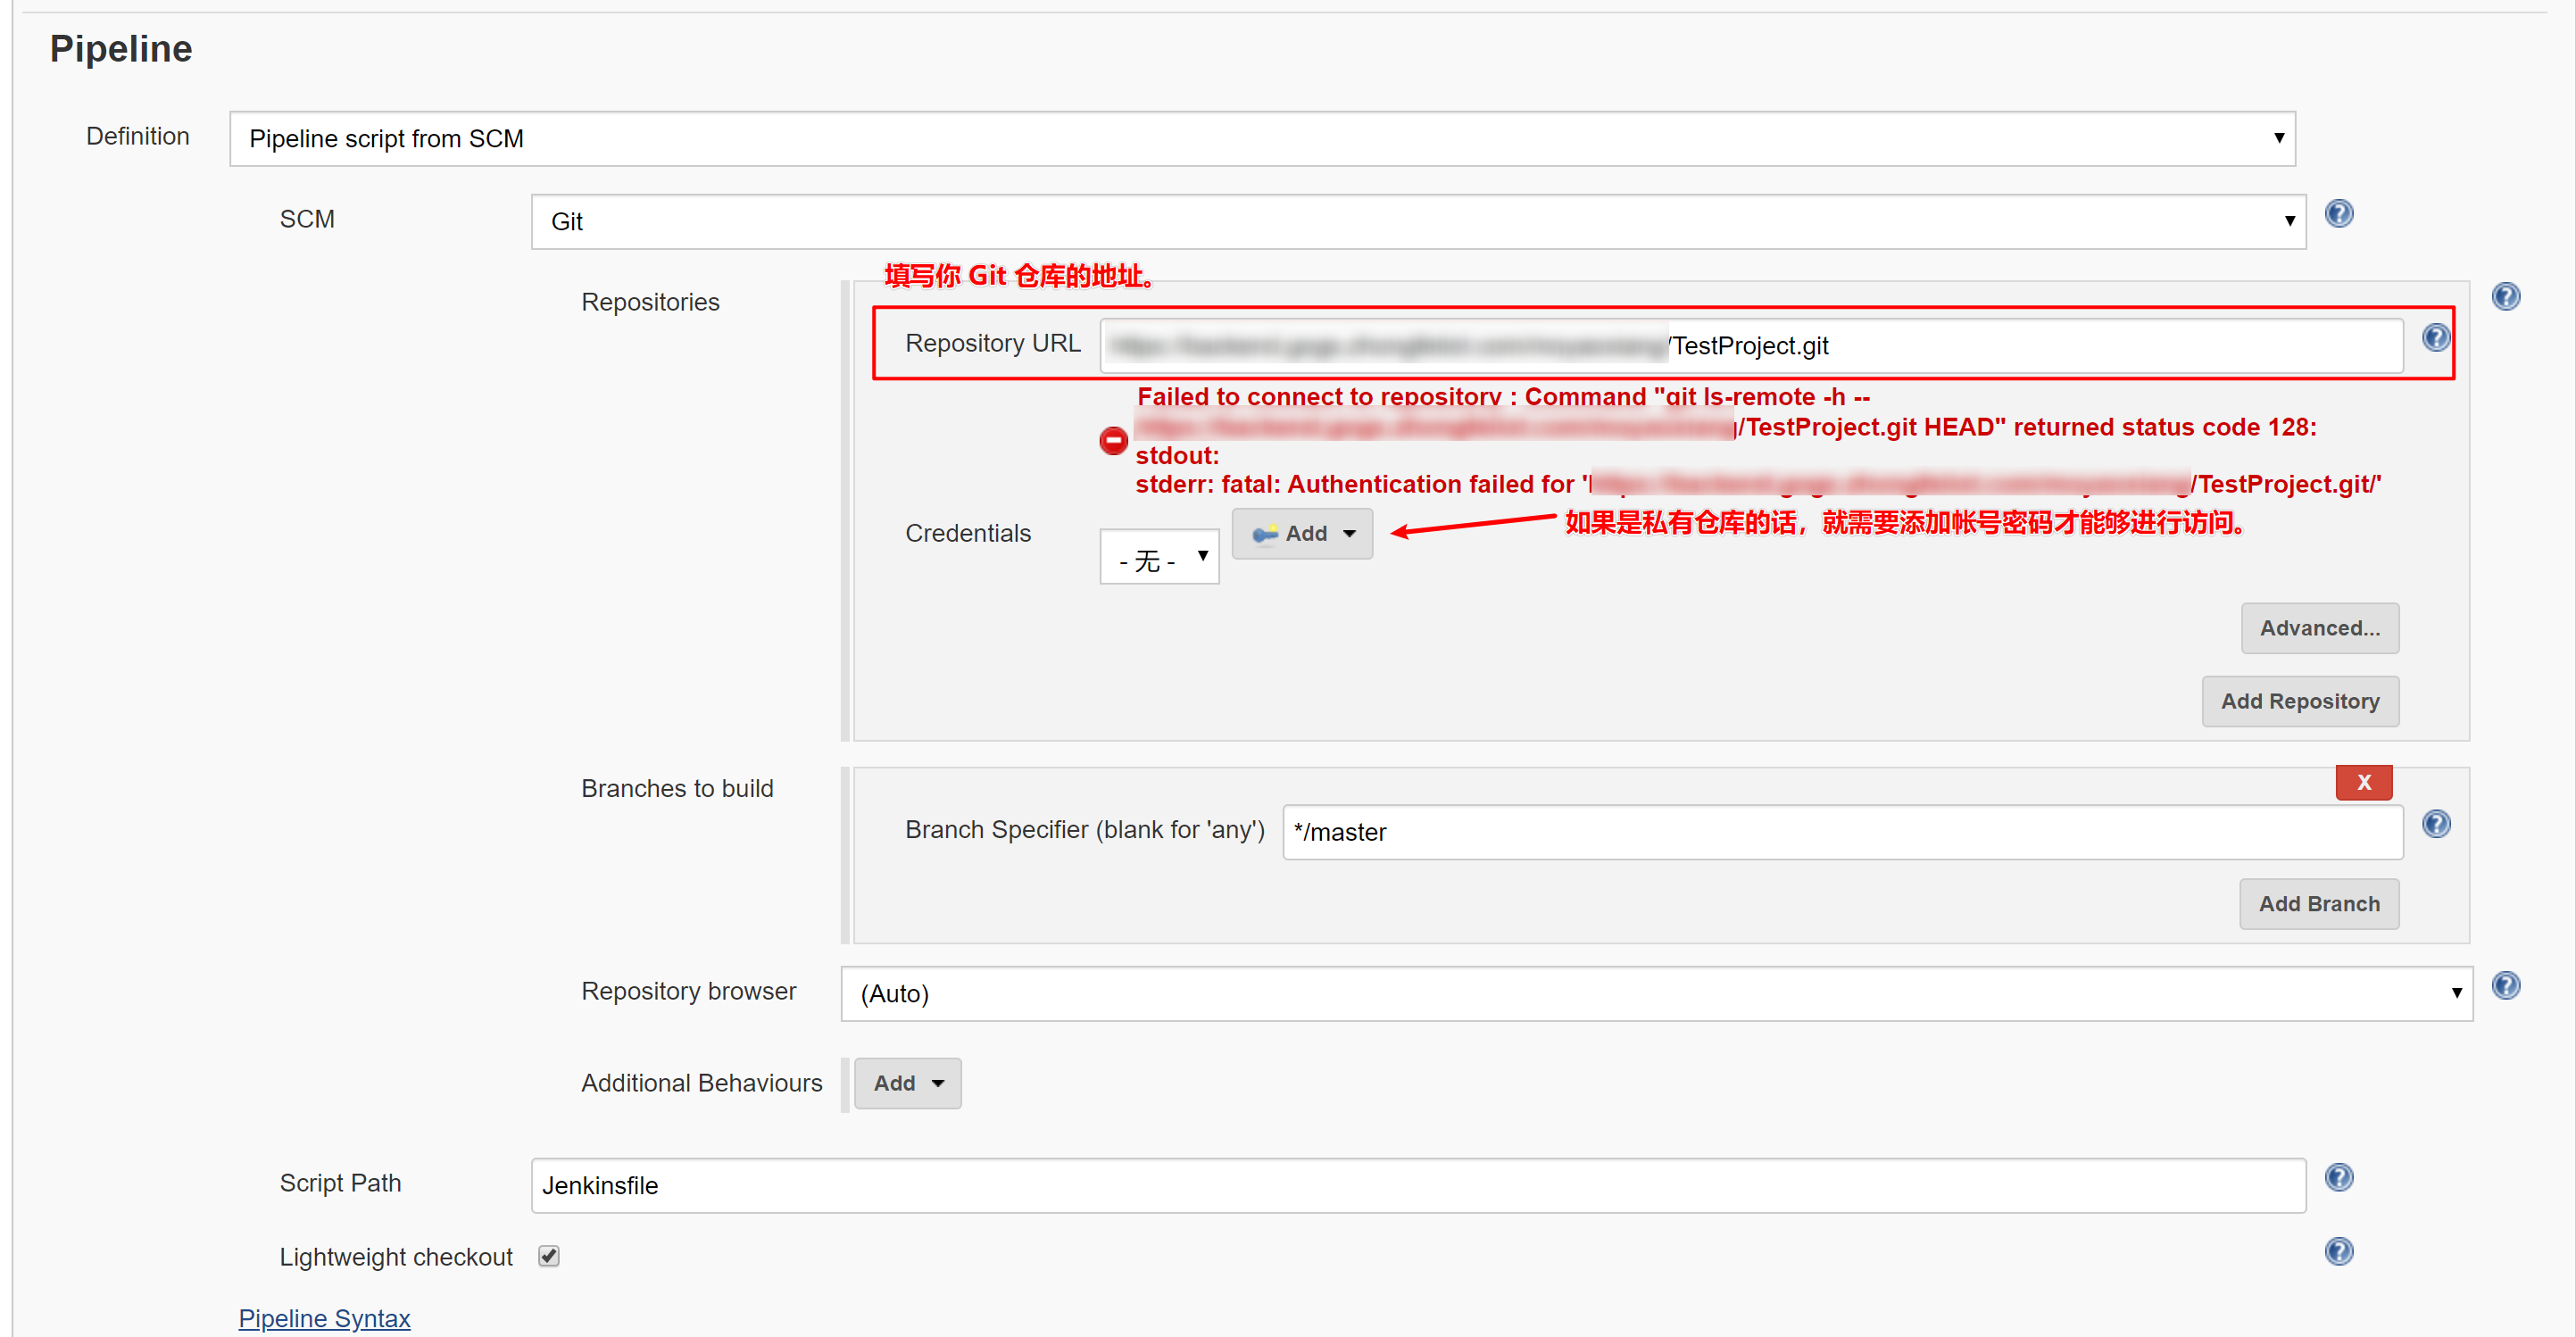 Pipeline
Definition
Pipeline script from SCM
SCM
Git
填写你 Git 仓库的地址。
Repositories
Repository URL
/TestProject.git
Failed to connect to repository : Command "git ls-remote -h --
/TestProject.git HEAD" returned status code 128:
stdout:
stderr: fatal: Authentication failed for '
/TestProject.git/'
Credentials
- 无 -
Add
如果是私有仓库的话，就需要添加帐号密码才能够进行访问。
Advanced...
Add Repository
Branches to build
X
Branch Specifier (blank for 'any')
*/master
Add Branch
Repository browser
(Auto)
Additional Behaviours
Add
Script Path
Jenkinsfile
Lightweight checkout
Pipeline Syntax